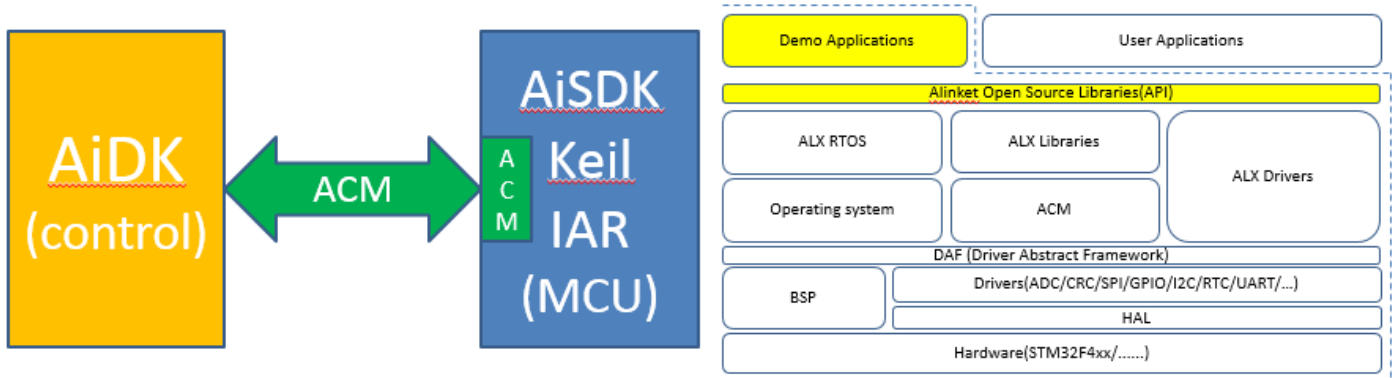 AiDK
(control)
ACM
A
C
M
AiSDK
Keil
IAR
(MCU)
Demo Applications
User Applications
Alinket Open Source Libraries(API)
ALX RTOS
ALX Libraries
ALX Drivers
Operating system
ACM
DAF (Driver Abstract Framework)
BSP
Drivers(ADC/CRC/SPI/GPIO/I2C/RTC/UART/...)
HAL
Hardware(STM32F4xx/......)